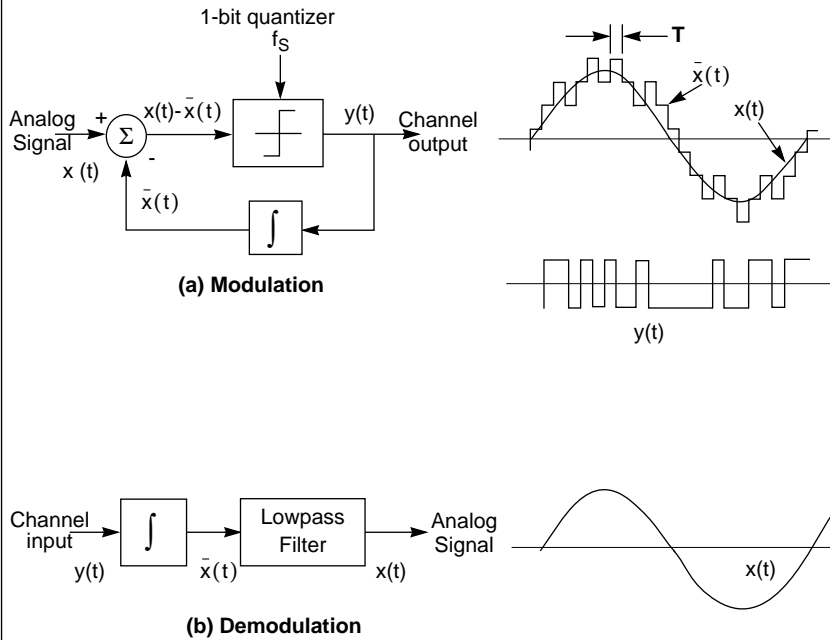 1-bit quantizer
fS
Analog
Signal
x (t)
+
Σ
-
x(t)-x̄(t)
y(t)
Channel
output
x̄(t)
∫
(a) Modulation
T
x̄(t)
x(t)
y(t)
Channel
input
y(t)
∫
x̄(t)
Lowpass
Filter
x(t)
Analog
Signal
x(t)
(b) Demodulation